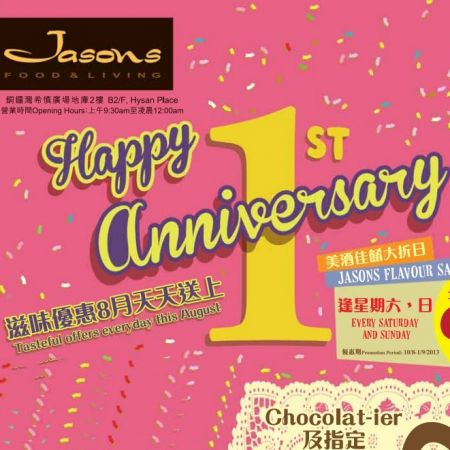 Jasons
FOOD & LIVING
銅鑼灣希慎廣場地庫2樓 B2/F, Hysan Place
營業時間Opening Hours:上午9:30am至凌晨12:00am
Happy 1ST
Anniversary
美酒佳餚大折日
JASONS FLAVOUR SA
滋味優惠8月天天送上
Tasteful offers everyday this August
逢星期六，日
EVERY SATURDAY
AND SUNDAY
優惠期Promotion Period: 10/8-1/9/2013
Chocolat-ier
及指定